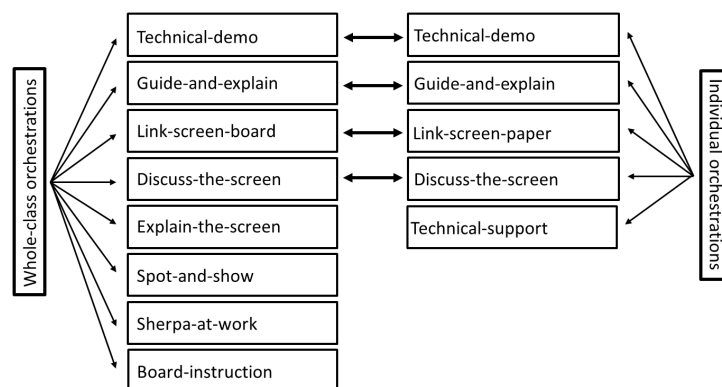 Whole-class orchestrations
Technical-demo
Guide-and-explain
Link-screen-board
Discuss-the-screen
Explain-the-screen
Spot-and-show
Sherpa-at-work
Board-instruction
Technical-demo
Guide-and-explain
Link-screen-paper
Discuss-the-screen
Technical-support
Individual orchestrations